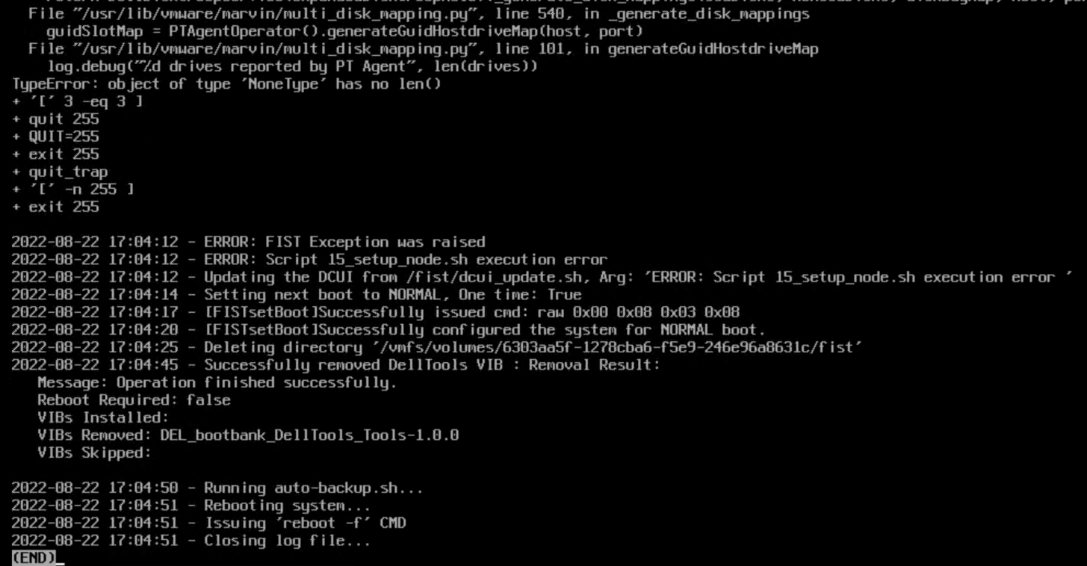 File "/usr/lib/vmware/marvin/multi_disk_mapping.py", line 540, in _generate_disk_mappings
guidSlotMap = PTAgentOperator().generateGuidHostdriveMap(host, port)
File "/usr/lib/vmware/marvin/multi_disk_mapping.py", line 101, in generateGuidHostdriveMap
log.debug("%d drives reported by PT Agent", len(drives))
TypeError: object of type 'NoneType' has no len()
+ '[' 3 -eq 3 ]
+ quit 255
+ QUIT=255
+ exit 255
+ quit_trap
+ '[' -n 255 ]
+ exit 255
2022-08-22 17:04:12 - ERROR: FIST Exception was raised
2022-08-22 17:04:12 - ERROR: Script 15_setup_node.sh execution error
2022-08-22 17:04:12 - Updating the DCUI from /fist/dcui_update.sh, Arg: 'ERROR: Script 15_setup_node.sh execution error '
2022-08-22 17:04:14 - Setting next boot to NORMAL, One time: True
2022-08-22 17:04:17 - [FISTsetBoot]Successfully issued cmd: raw 0x00 0x08 0x03 0x08
2022-08-22 17:04:20 - [FISTsetBoot]Successfully configured the system for NORMAL boot.
2022-08-22 17:04:25 - Deleting directory '/vmfs/volumes/6303aa5f-1278cba6-f5e9-246e96a8631c/fist'
2022-08-22 17:04:45 - Successfully removed DellTools VIB : Removal Result:
Message: Operation finished successfully.
Reboot Required: false
VIBs Installed:
VIBs Removed: DEL_bootbank_DellTools_Tools-1.0.0
VIBs Skipped:
2022-08-22 17:04:50 - Running auto-backup.sh...
2022-08-22 17:04:51 - Rebooting system...
2022-08-22 17:04:51 - Issuing 'reboot -f' CMD
2022-08-22 17:04:51 - Closing log file...
(END)